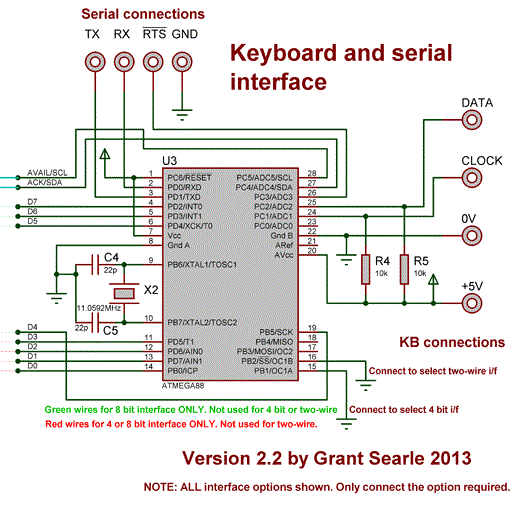 Serial connections
TX RX RTS GND
Keyboard and serial
interface
DATA
CLOCK
0V
+5V
KB connections
U3
AVAIL/SCL
ACK/SDA
D7
D6
D5
1 PC6/RESET PC5/ADC5/SCL 28
2 PD0/RXD PC4/ADC4/SDA 27
3 PD1/TXD PC3/ADC3 26
4 PD2/INT0 PC2/ADC2 25
5 PD3/INT1 PC1/ADC1 24
6 PD4/XCK/T0 PC0/ADC0 23
7 Vcc Gnd B 22
8 Gnd A ARef 21
AVcc 20
9 PB6/XTAL1/TOSC1
C4
22p
X2
11.0592MHz
22p
C5
R4
10k
R5
10k
10 PB7/XTAL2/TOSC2
D4
D3
D2
D1
D0
PB5/SCK 19
11 PD5/T1 PB4/MISO 18
12 PD6/AIN0 PB3/MOSI/OC2 17
13 PD7/AIN1 PB2/SS/OC1B 16
14 PB0/ICP PB1/OC1A 15
ATMEGA88
Connect to select two-wire i/f
Green wires for 8 bit interface ONLY. Not used for 4 bit or two-wire
Connect to select 4 bit i/f
Red wires for 4 or 8 bit interface ONLY. Not used for two-wire.
Version 2.2 by Grant Searle 2013
NOTE: ALL interface options shown. Only connect the option required.